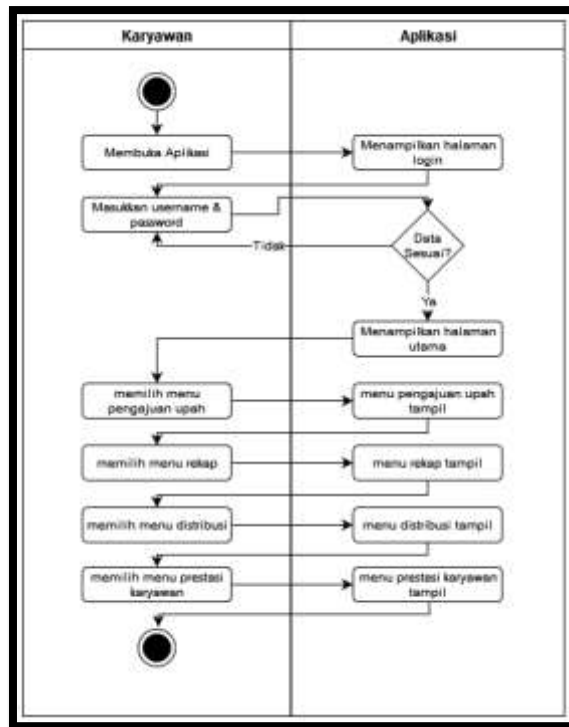 Karyawan
Aplikasi
Membuka Aplikasi
Menampilkan halaman
login
Masukkan username &
password
Data
Sesuai?
Tidak
Ya
Menampilkan halaman
utama
memilih menu
pengajuan upah
menu pengajuan upah
tampil
memilih menu rekap
menu rekap tampil
memilih menu distribusi
menu distribusi tampil
memilih menu prestasi
karyawan
menu prestasi karyawan
tampil